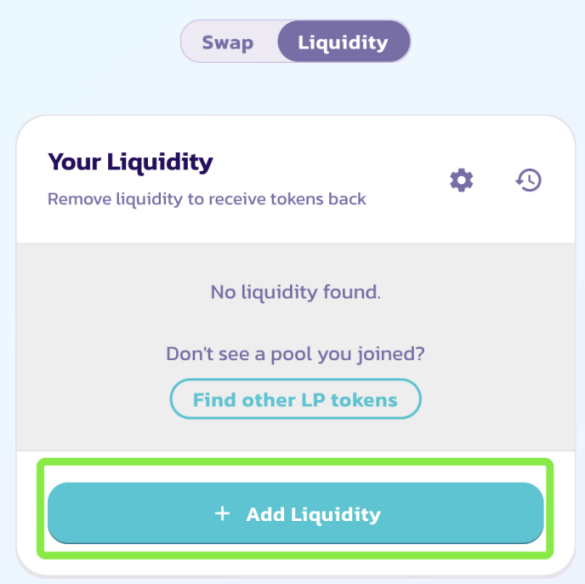 Swap Liquidity
Your Liquidity
Remove liquidity to receive tokens back
No liquidity found.
Don't see a pool you joined?
Find other LP tokens
+ Add Liquidity